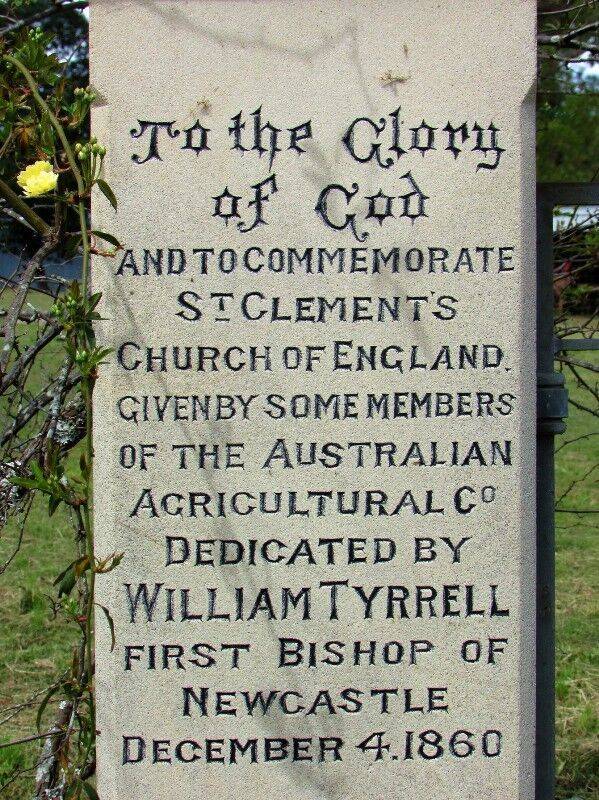 To the Glory
of God
AND TO COMMEMORATE
ST CLEMENT'S
CHURCH OF ENGLAND.
GIVEN BY SOME MEMBERS
OF THE AUSTRALIAN
AGRICULTURAL CO
DEDICATED BY
WILLIAM TYRRELL
FIRST BISHOP OF
NEWCASTLE
DECEMBER 4.1860